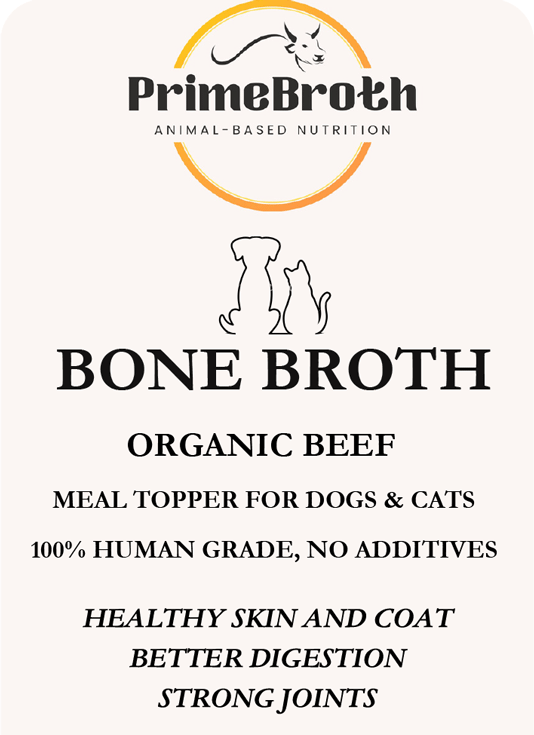 PrimeBroth
ANIMAL-BASED NUTRITION
BONE BROTH
ORGANIC BEEF
MEAL TOPPER FOR DOGS & CATS
100% HUMAN GRADE, NO ADDITIVES
HEALTHY SKIN AND COAT
BETTER DIGESTION
STRONG JOINTS